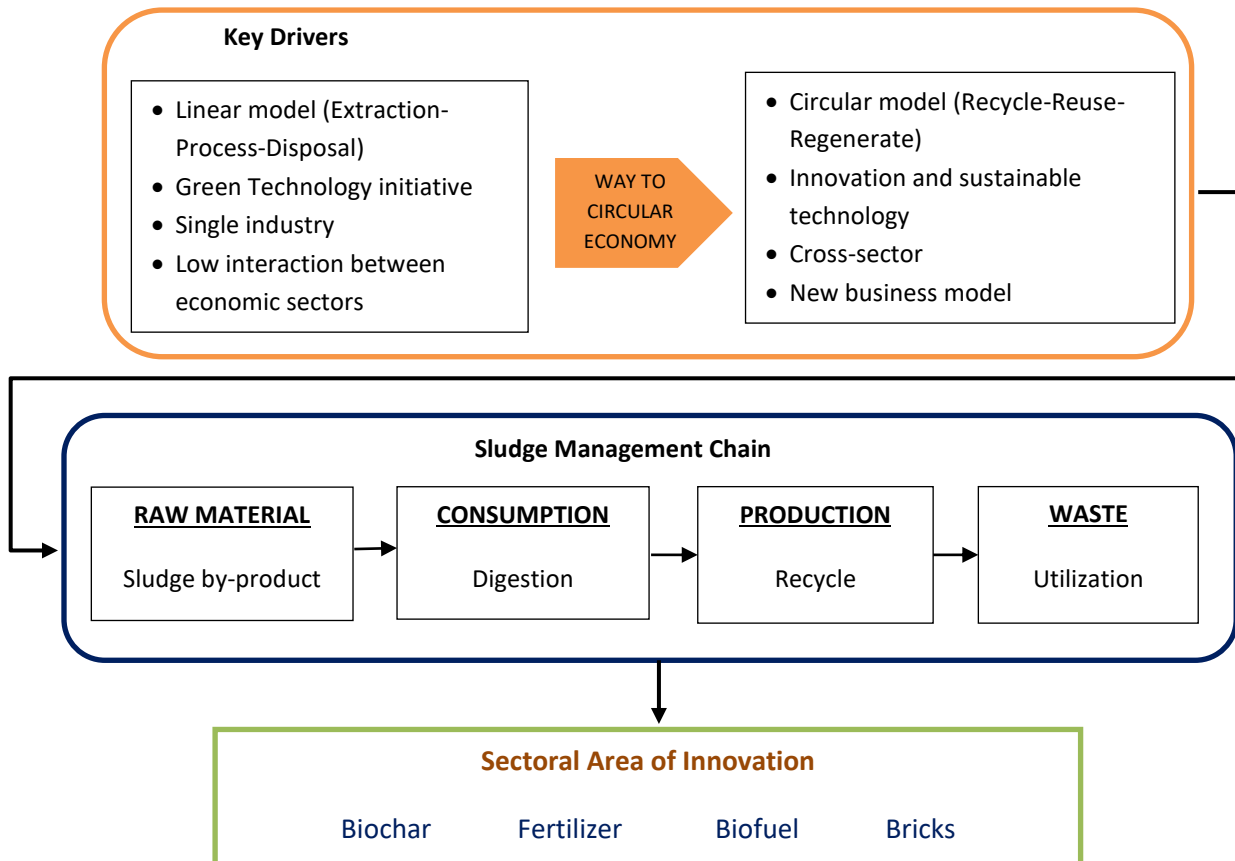 Key Drivers
• Linear model (Extraction-
Process-Disposal)
• Green Technology initiative
• Single industry
• Low interaction between
economic sectors
WAY TO
CIRCULAR
ECONOMY
• Circular model (Recycle-Reuse-
Regenerate)
• Innovation and sustainable
technology
• Cross-sector
• New business model
Sludge Management Chain
RAW MATERIAL
Sludge by-product
CONSUMPTION
Digestion
PRODUCTION
Recycle
WASTE
Utilization
Sectoral Area of Innovation
Biochar Fertilizer Biofuel Bricks